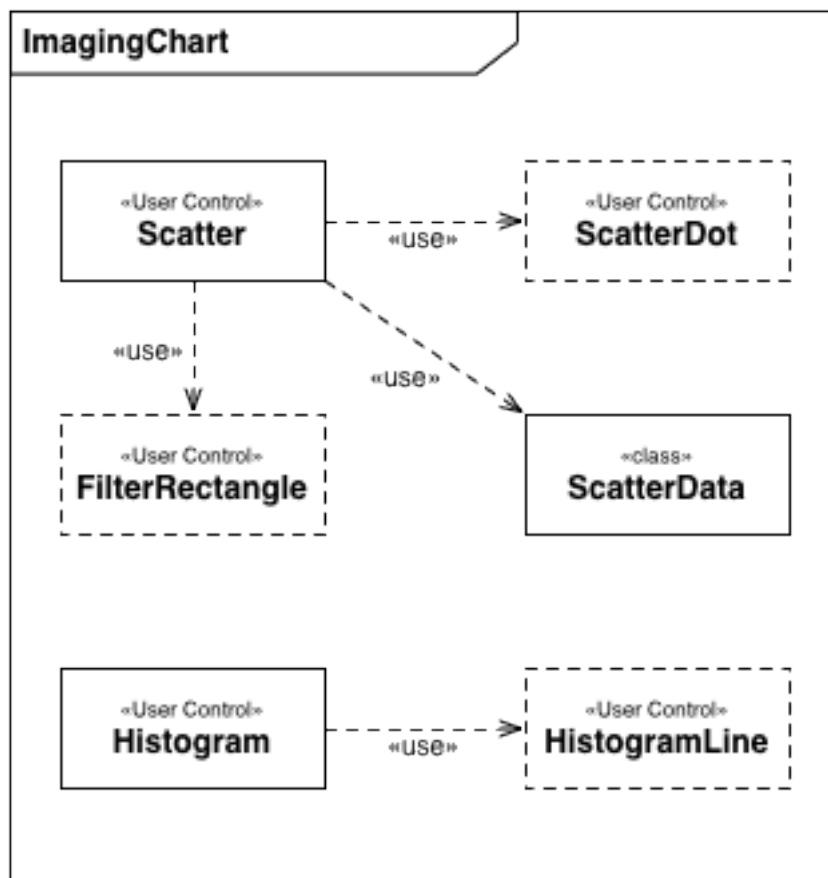 ImagingChart
«User Control»
Scatter
«use»
«User Control»
ScatterDot
«use»
«use»
«User Control»
FilterRectangle
«class»
ScatterData
«User Control»
Histogram
«use»
«User Control»
HistogramLine